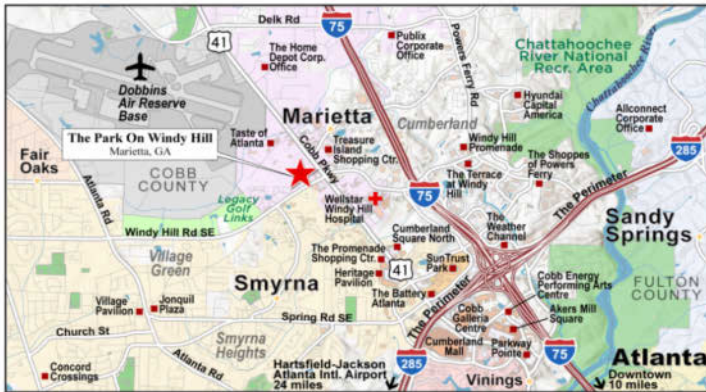 Delk Rd
41
75
The Home
Depot Corp.
Office
Publix
Corporate
Office
Powers Ferry Rd
Chattahoochee
River National
Recr. Area
Chattahoochee River
Dobbins
Air Reserve
Base
Marietta
Cumberland
Hyundai
Capital
America
Allconnect
Corporate
Office
The Park On Windy Hill
Marietta, GA
Taste of
Atlanta
Treasure
Island
Shopping Ctr.
Cobb Pkwy
Windy Hill
Promenade
285
Fair
Oaks
COBB
COUNTY
Atlanta Rd
Legacy
Golf
Links
Wellstar
Windy Hill
Hospital
75
The Terrace
at Windy
Hill
The Shoppes
of Powers
Ferry
The Perimeter
Sandy
Springs
Windy Hill Rd SE
Village
Green
Cumberland
Square North
The
Weather
Channel
The Promenade
Shopping Ctr.
41
SunTrust
Park
Heritage
Pavilion
Smyrna
FULTON
COUNTY
Cobb Energy
Performing Arts
Centre
The Battery
Atlanta
Village
Pavilion
Jonquil
Plaza
Spring Rd SE
The Perimeter
Cobb
Galleria
Centre
Akers Mill
Square
Church St
Smyrna
Heights
Cumberland
Mall
Parkway
Pointe
Atlanta Rd
Concord
Crossings
Hartsfield-Jackson
Atlanta Intl. Airport
24 miles
285
Vinings
75
Atlanta
Downtown
10 miles